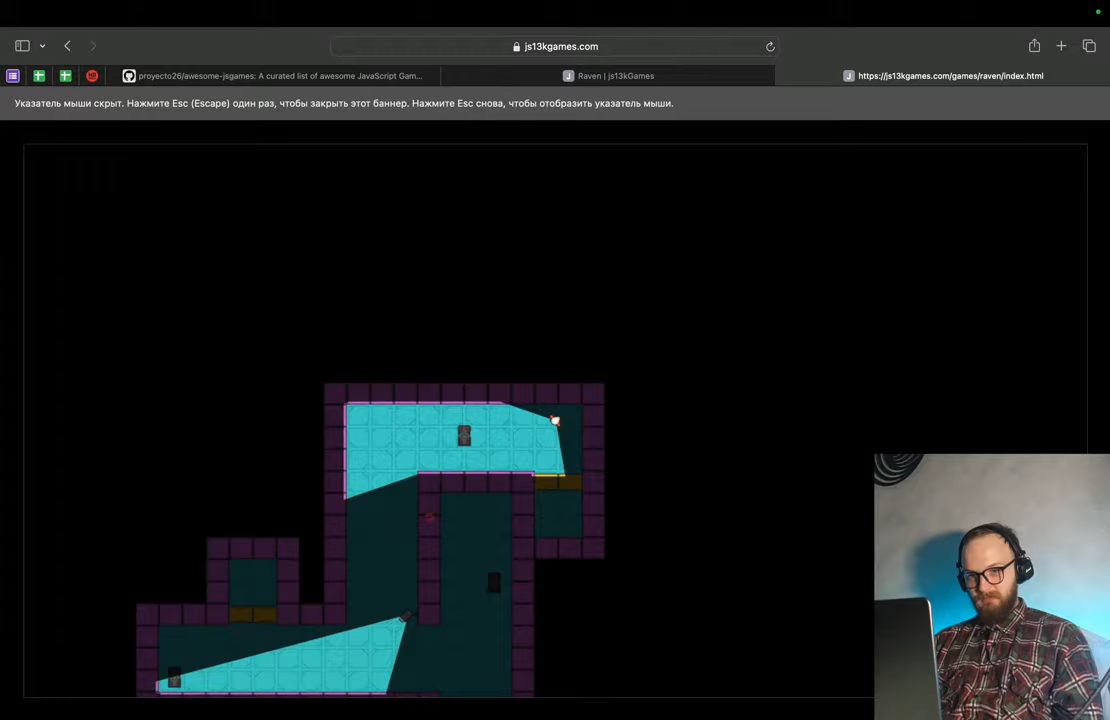 js13kgames.com
proyecto26/awesome-jsgames: A curated list of awesome JavaScript Gam...
Raven | js13kGames
https://js13kgames.com/games/raven/index.html
Указатель мыши скрыт. Нажмите Esc (Escape) один раз, чтобы закрыть этот баннер. Нажмите Esc снова, чтобы отобразить указатель мыши.